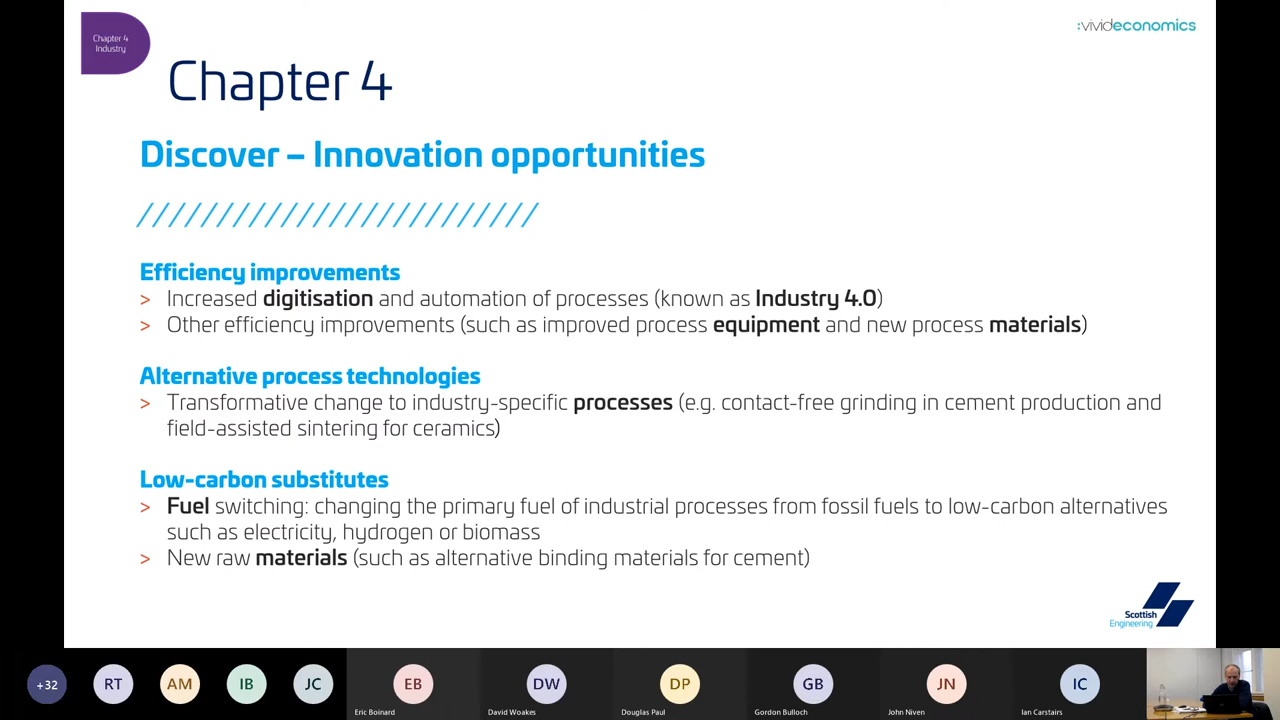 Chapter 4
Industry
:vivideconomics
Chapter 4
Discover – Innovation opportunities
////////////////////////
Efficiency improvements
> Increased digitisation and automation of processes (known as Industry 4.0)
> Other efficiency improvements (such as improved process equipment and new process materials)
Alternative process technologies
> Transformative change to industry-specific processes (e.g. contact-free grinding in cement production and
field-assisted sintering for ceramics)
Low-carbon substitutes
> Fuel switching: changing the primary fuel of industrial processes from fossil fuels to low-carbon alternatives
such as electricity, hydrogen or biomass
> New raw materials (such as alternative binding materials for cement)
Scottish
Engineering
+32 RT AM IB JC EB DW DP GB JN IC
Eric Boinard David Woakes Douglas Paul Gordon Bulloch John Niven Ian Carstairs